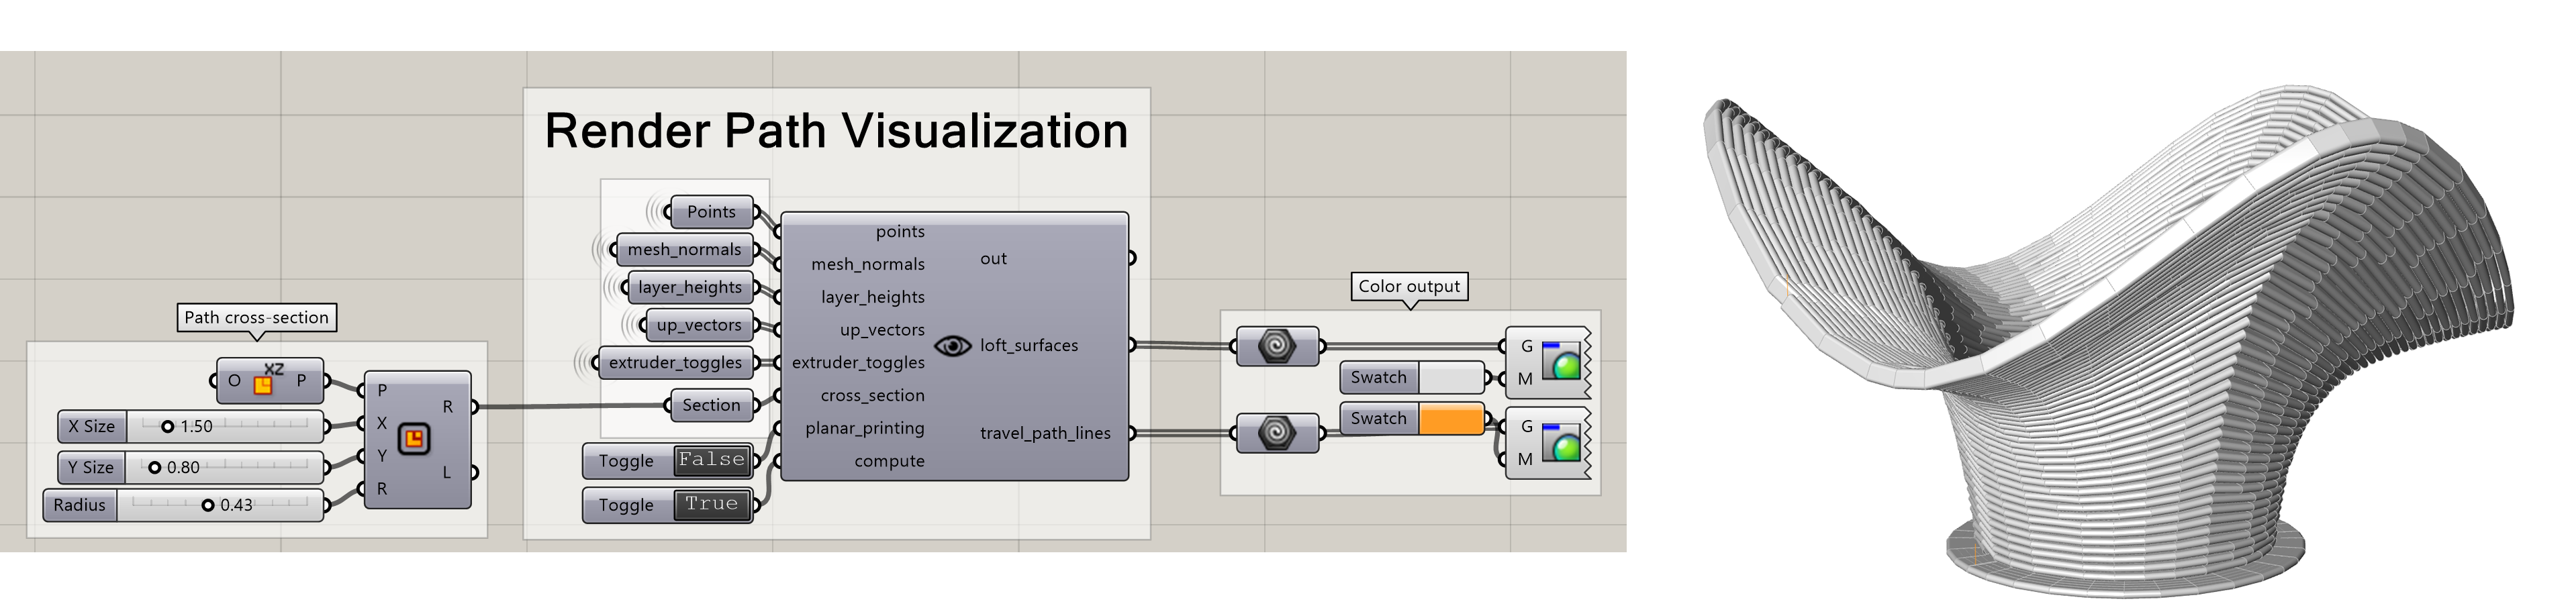 Render Path Visualization
Path cross-section
XZ
O P
X Size 1.50
Y Size 0.80
Radius 0.43
P
X
Y
R
R
L
Points
mesh_normals
layer_heights
up_vectors
extruder_toggles
Section
Toggle False
Toggle True
points
mesh_normals
layer_heights
up_vectors
extruder_toggles
cross_section
planar_printing
compute
out
loft_surfaces
travel_path_lines
Color output
Swatch
Swatch
G
M
G
M